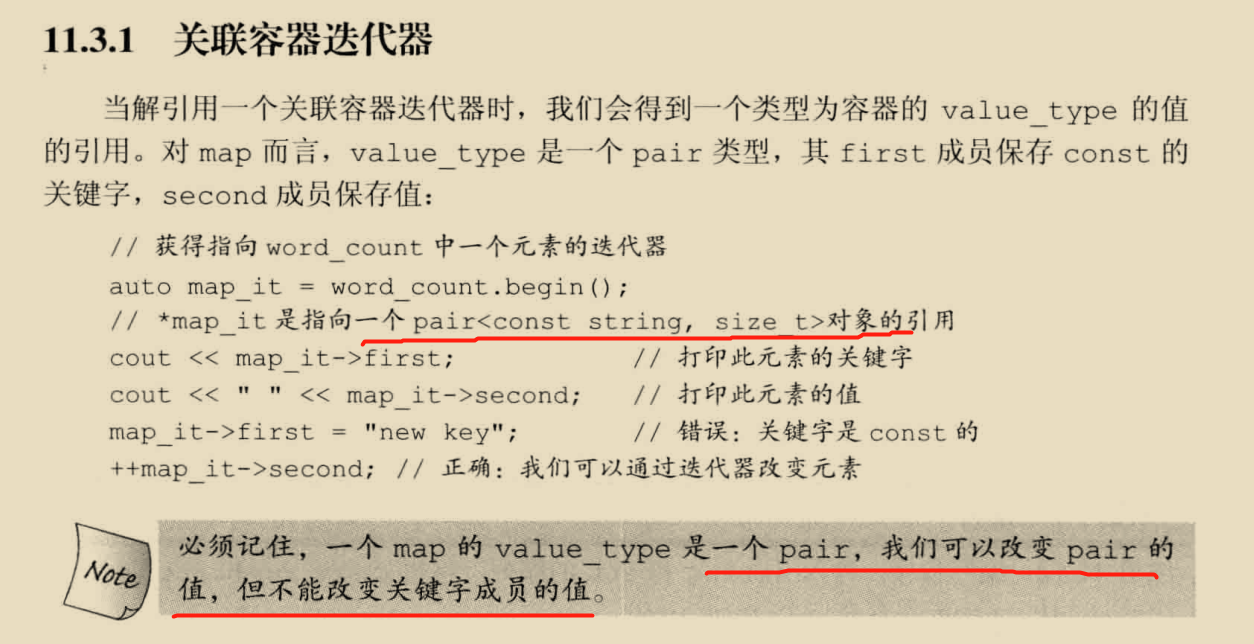 11.3.1 关联容器迭代器
当解引用一个关联容器迭代器时，我们会得到一个类型为容器的 value_type 的值
的引用。对 map 而言，value_type 是一个 pair 类型，其 first 成员保存 const 的
关键字，second 成员保存值：
// 获得指向 word_count 中一个元素的迭代器
auto map_it = word_count.begin();
// *map_it 是指向一个 pair<const string, size_t>对象的引用
cout << map_it->first; // 打印此元素的关键字
cout << " " << map_it->second; // 打印此元素的值
map_it->first = "new key"; // 错误：关键字是 const 的
++map_it->second; // 正确：我们可以通过迭代器改变元素
Note
必须记住，一个 map 的 value_type 是一个 pair，我们可以改变 pair 的
值，但不能改变关键字成员的值。